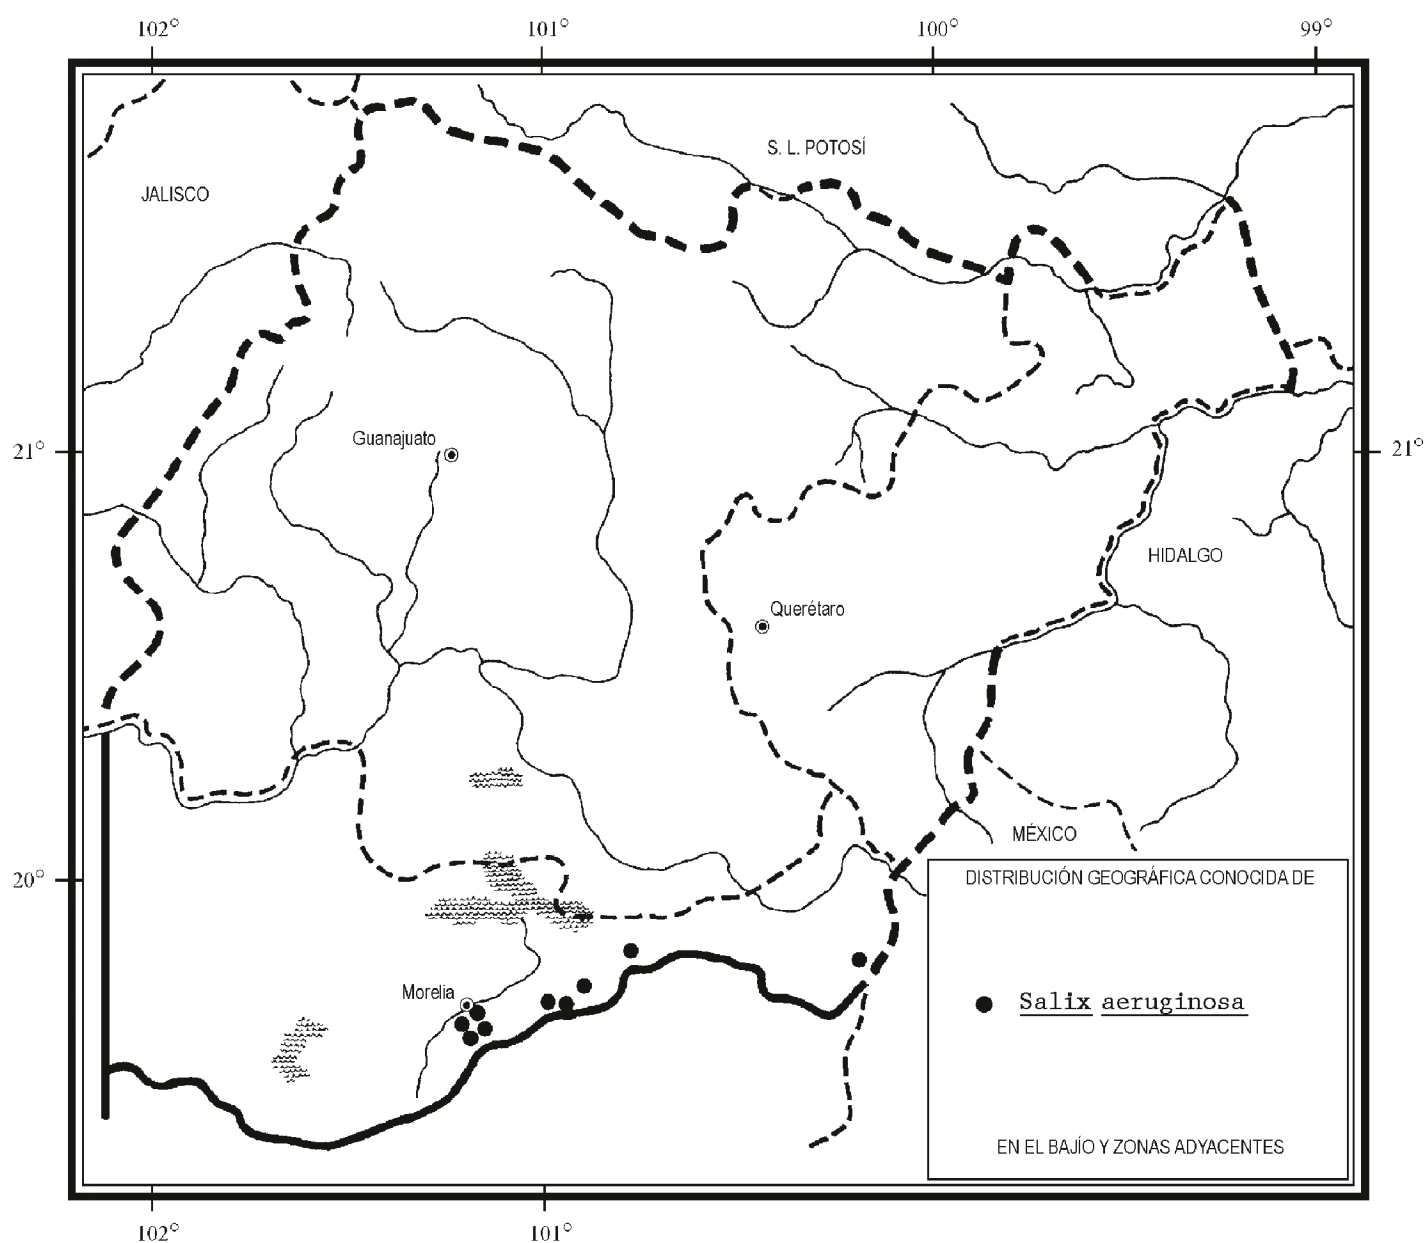 102°
101°
100°
99°
S. L. POTOSÍ
JALISCO
Guanajuato
21°
21°
HIDALGO
Querétaro
MÉXICO
20°
DISTRIBUCIÓN GEOGRÁFICA CONOCIDA DE
Morelia
Salix aeruginosa
EN EL BAJÍO Y ZONAS ADYACENTES
102°
101°